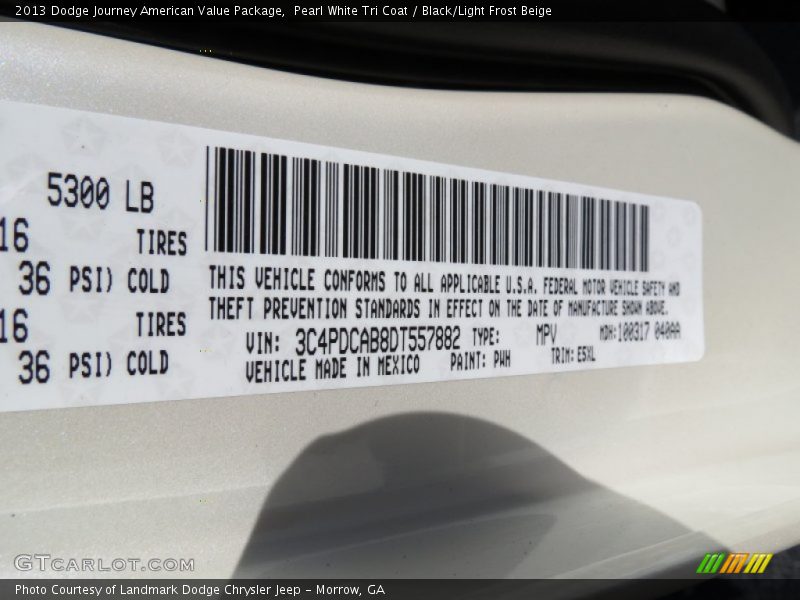 2013 Dodge Journey American Value Package,  Pearl White Tri Coat / Black/Light Frost Beige
5300 LB
16 TIRES
36 PSI) COLD
16 TIRES
36 PSI) COLD
THIS VEHICLE CONFORMS TO ALL APPLICABLE U.S.A. FEDERAL MOTOR VEHICLE SAFETY AND
THEFT PREVENTION STANDARDS IN EFFECT ON THE DATE OF MANUFACTURE SHOWN ABOVE.
VIN: 3C4PDCAB8DT557882 TYPE: MPV MDH:100317 040AA
VEHICLE MADE IN MEXICO PAINT: PWH TRIM: E5XL
GTCARLOT.COM
Photo Courtesy of Landmark Dodge Chrysler Jeep - Morrow, GA